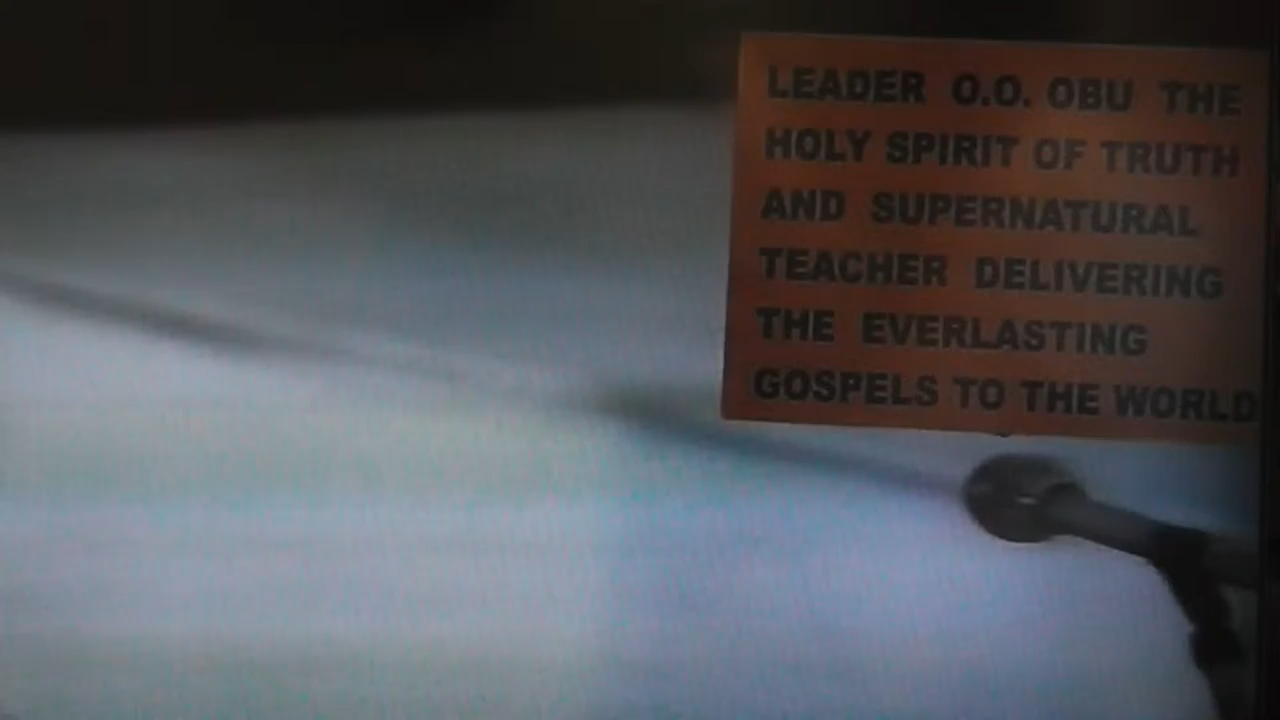 LEADER O.O. OBU THE
HOLY SPIRIT OF TRUTH
AND SUPERNATURAL
TEACHER DELIVERING
THE EVERLASTING
GOSPELS TO THE WORLD